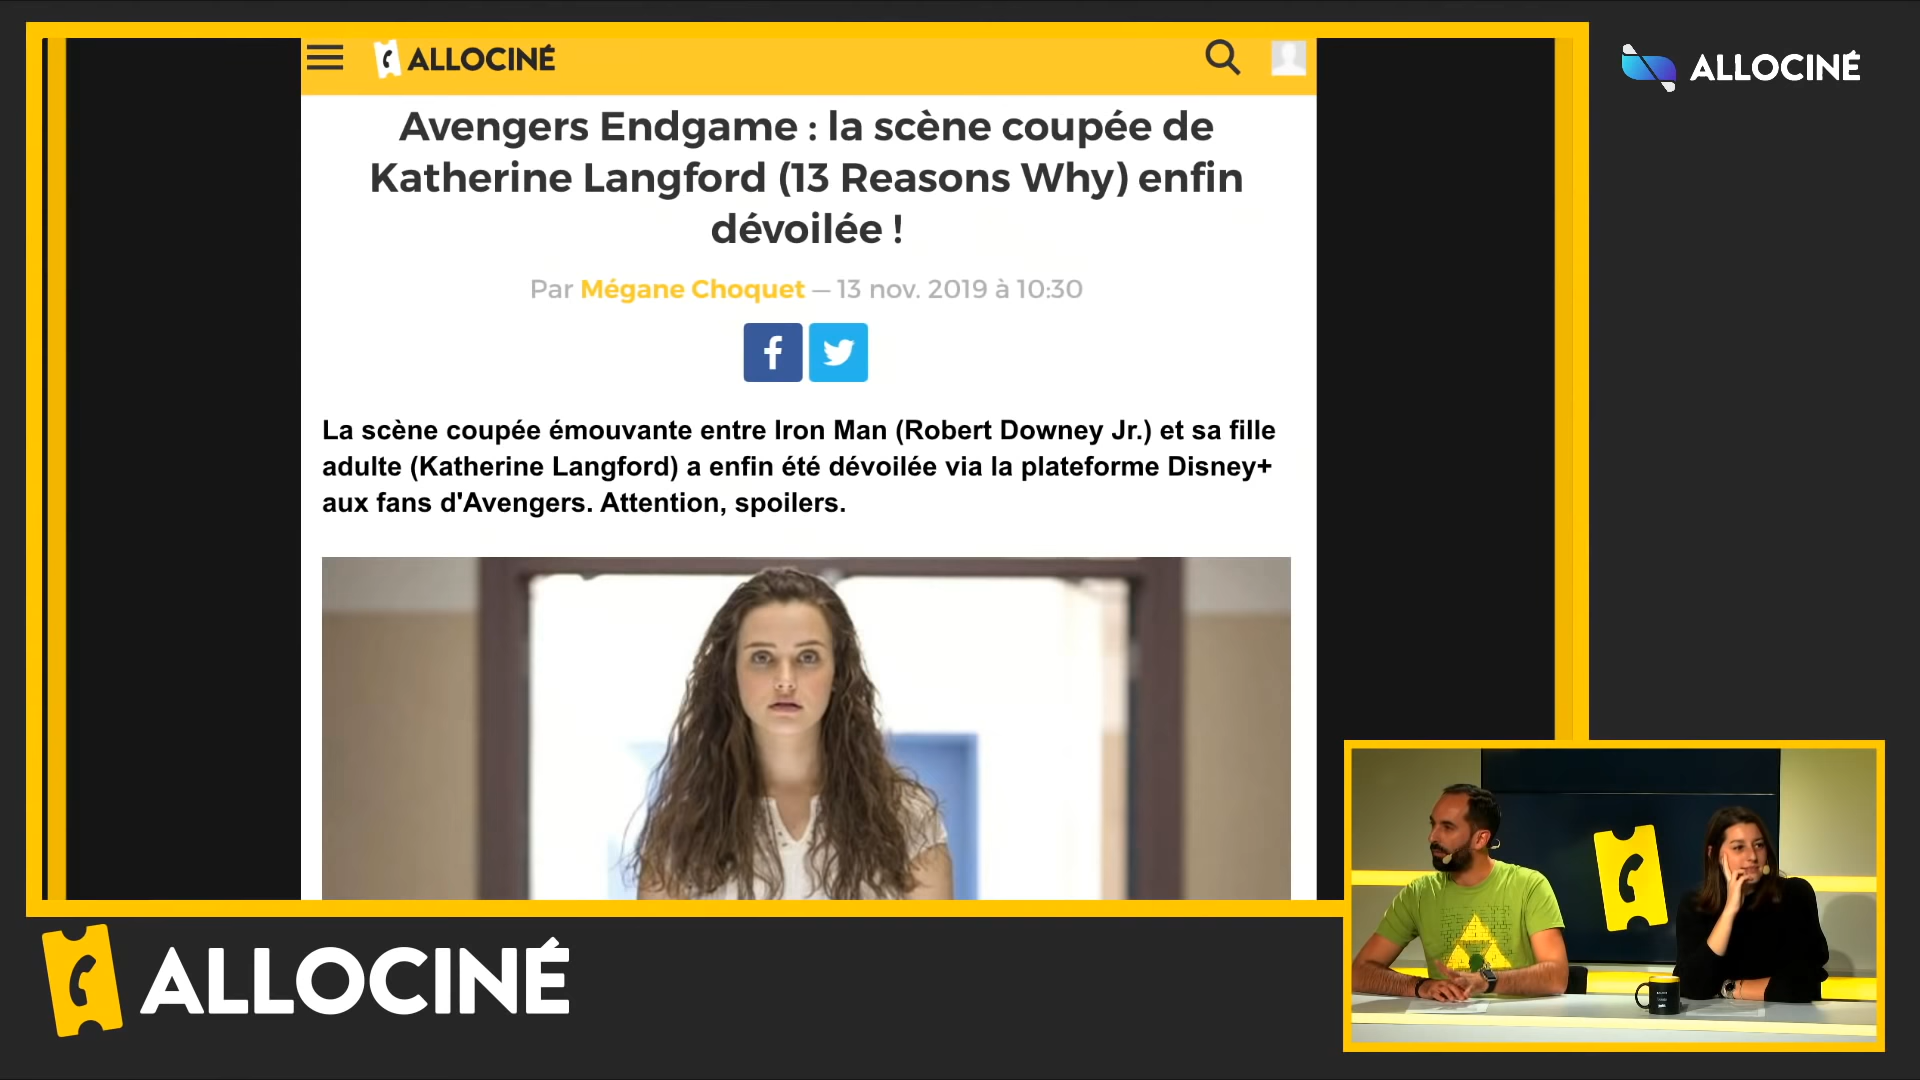 ALLOCINÉ
ALLOCINÉ
Avengers Endgame : la scène coupée de
Katherine Langford (13 Reasons Why) enfin
dévoilée !
Par Mégane Choquet — 13 nov. 2019 à 10:30
La scène coupée émouvante entre Iron Man (Robert Downey Jr.) et sa fille
adulte (Katherine Langford) a enfin été dévoilée via la plateforme Disney+
aux fans d'Avengers. Attention, spoilers.
ALLOCINÉ